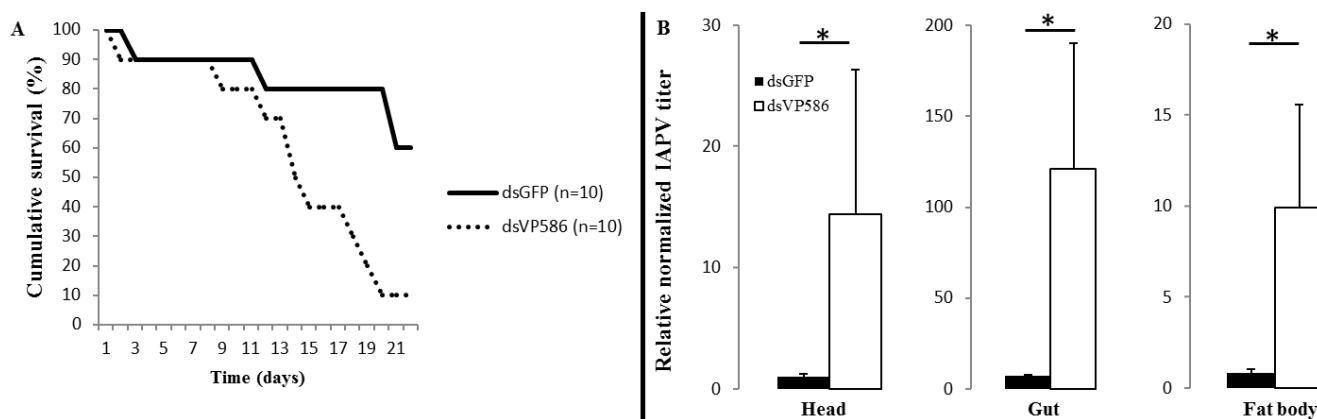 A
Cumulative survival (%)
100
90
80
70
60
50
40
30
20
10
0
1 3 5 7 9 11 13 15 17 19 21
Time (days)
dsGFP (n=10)
dsVP586 (n=10)
B
Relative normalized IAPV titer
30
20
10
0
*
dsGFP
dsVP586
Head
200
150
100
50
0
*
Gut
20
15
10
5
0
*
Fat body